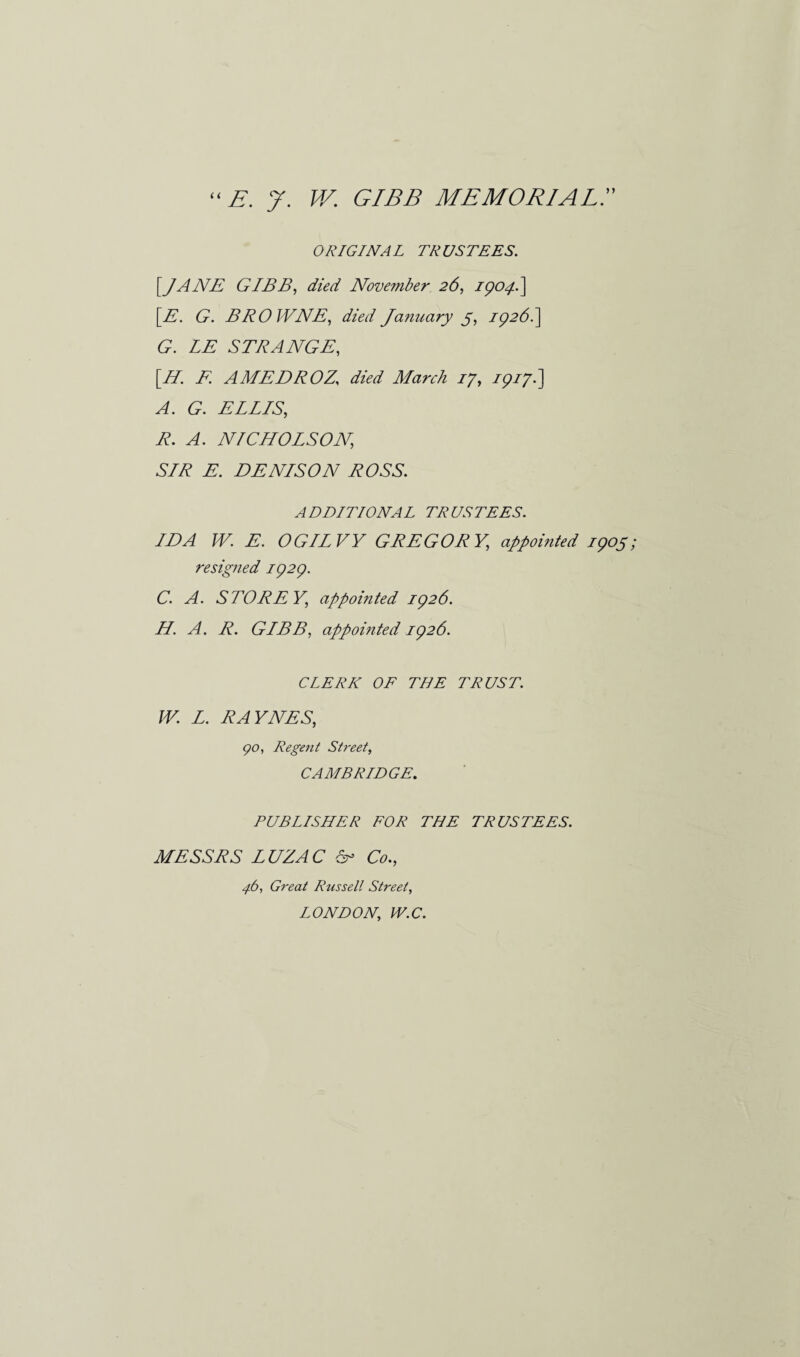 "E. J. W. GIBB MEMORIAL."
ORIGINAL TRUSTEES.
[JANE GIBB, died November 26, 1904.]
[E. G. BROWNE, died January 5, 1926.]
G. LE STRANGE,
[H. F. AMEDROZ, died March 17, 1917.]
A. G. ELLIS,
R. A. NICHOLSON,
SIR E. DENISON ROSS.
ADDITIONAL TRUSTEES.
IDA W. E. OGILVY GREGORY, appointed 1905;
resigned 1929.
C. A. STOREY, appointed 1926.
H. A. R. GIBB, appointed 1926.
CLERK OF THE TRUST.
W. L. RAYNES,
90, Regent Street,
CAMBRIDGE.
PUBLISHER FOR THE TRUSTEES.
MESSRS LUZAC & Co.,
46, Great Russell Street,
LONDON, W.C.